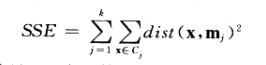 SSE = \sum_{j=1}^{k} \sum_{\mathbf{x} \in C_j} dist(\mathbf{x}, \mathbf{m}_j)^2